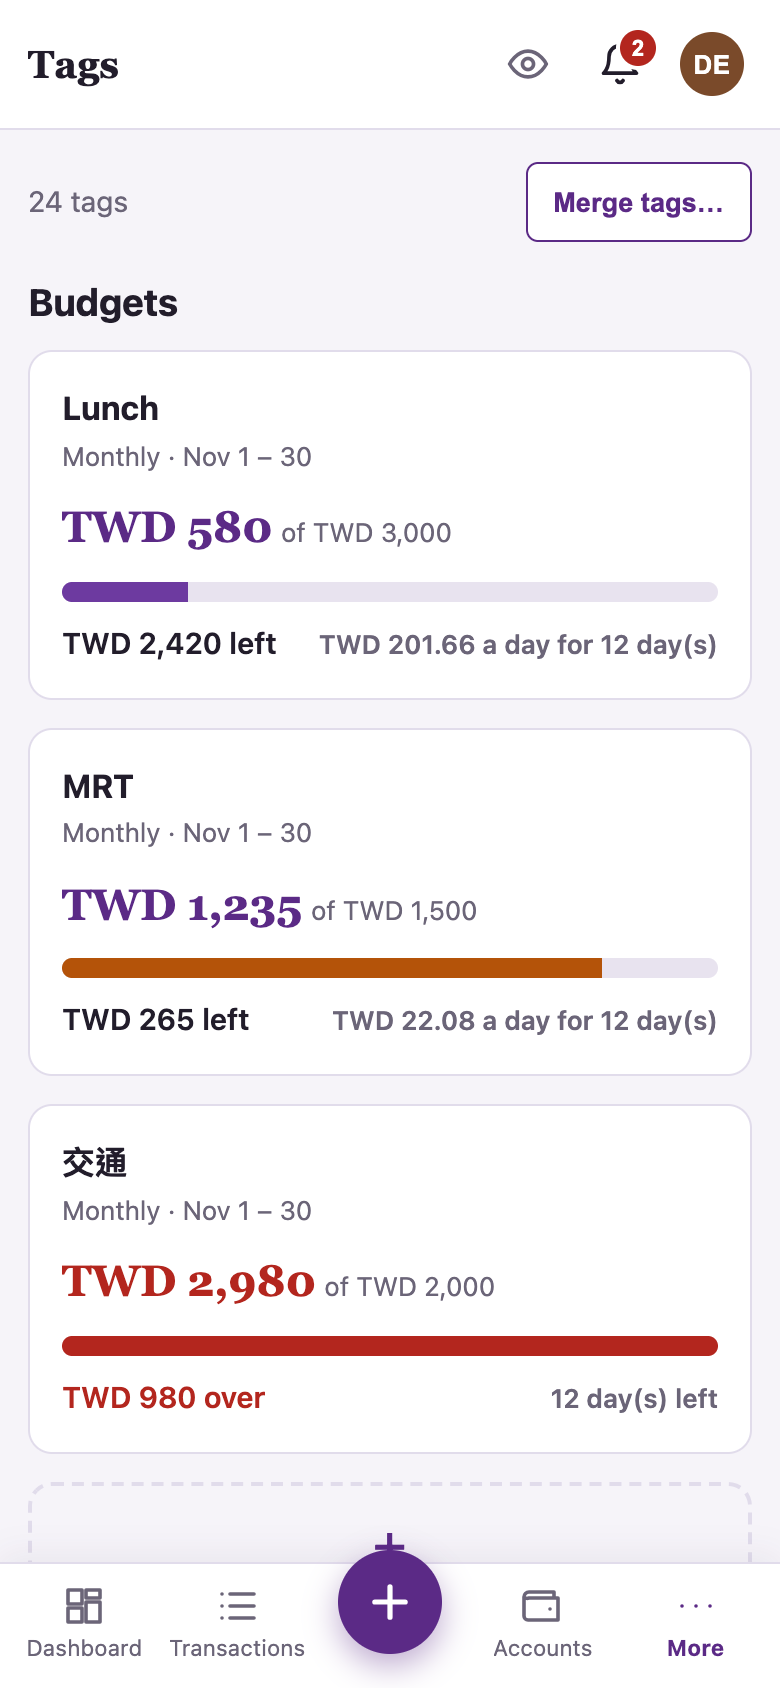 Tags
2
DE
24 tags
Merge tags...
Budgets
Lunch
Monthly · Nov 1 – 30
TWD 580 of TWD 3,000
TWD 2,420 left TWD 201.66 a day for 12 day(s)
MRT
Monthly · Nov 1 – 30
TWD 1,235 of TWD 1,500
TWD 265 left TWD 22.08 a day for 12 day(s)
交通
Monthly · Nov 1 – 30
TWD 2,980 of TWD 2,000
TWD 980 over 12 day(s) left
Dashboard Transactions Accounts More